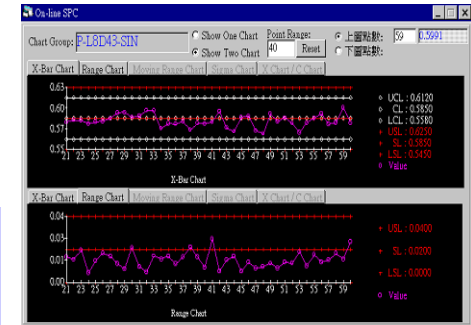 On-line SPC
Chart Group: P-L8D43-SIN
Show One Chart
Show Two Chart
Point Range:
40 Reset
上圖點數: 59 0.5991
下圖點數:
X-Bar Chart Range Chart Moving Range Chart Sigma Chart X Chart / C Chart
0.63
0.60
0.57
0.55
21 23 25 27 29 31 33 35 37 39 41 43 45 47 49 51 53 55 57 59
X-Bar Chart
UCL : 0.6120
CL : 0.5850
LCL : 0.5580
USL : 0.6250
SL : 0.5850
LSL : 0.5450
Value
X-Bar Chart Range Chart Moving Range Chart Sigma Chart X Chart / C Chart
0.04
0.03
0.01
0.00
21 23 25 27 29 31 33 35 37 39 41 43 45 47 49 51 53 55 57 59
Range Chart
USL : 0.0400
SL : 0.0200
LSL : 0.0000
Value